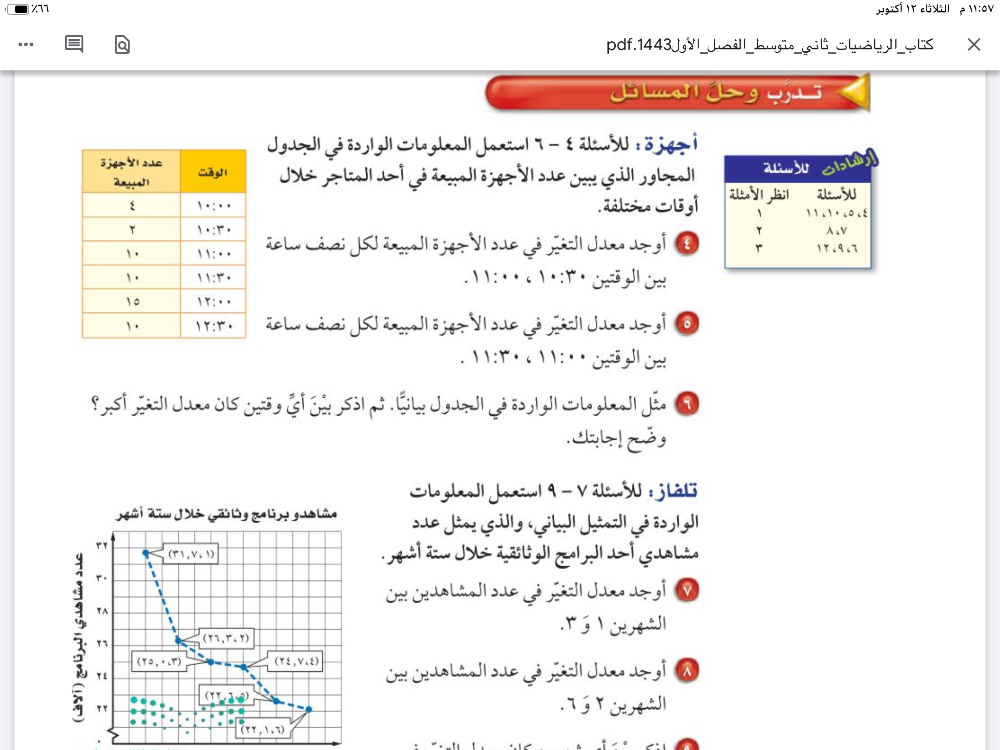 ١١:٥٧ م الثلاثاء ١٢ أكتوبر
٪٦٦
كتاب_الرياضيات_ثاني_متوسط_الفصل_الأول1443.pdf
تـدرَّب وحلَّ المسائل
إرشادات للأسئلة
للأسئلة انظر الأمثلة
٤، ٥، ١٠، ١١ ١
٧، ٨ ٢
٦، ٩، ١٢ ٣
أجهزة: للأسئلة ٤ – ٦ استعمل المعلومات الواردة في الجدول
المجاور الذي يبين عدد الأجهزة المبيعة في أحد المتاجر خلال
أوقات مختلفة.
الوقت عدد الأجهزة المبيعة
١٠:٠٠ ٤
١٠:٣٠ ٢
١١:٠٠ ١٠
١١:٣٠ ١٠
١٢:٠٠ ١٥
١٢:٣٠ ١٠
٤ أوجد معدل التغيّر في عدد الأجهزة المبيعة لكل نصف ساعة
بين الوقتين ١٠:٣٠ ، ١١:٠٠ .
٥ أوجد معدل التغيّر في عدد الأجهزة المبيعة لكل نصف ساعة
بين الوقتين ١١:٠٠ ، ١١:٣٠ .
٦ مثّل المعلومات الواردة في الجدول بيانيًّا. ثم اذكر بيْنَ أيِّ وقتين كان معدل التغيّر أكبر؟
وضّح إجابتك.
تلفاز: للأسئلة ٧ – ٩ استعمل المعلومات
الواردة في التمثيل البياني، والذي يمثل عدد
مشاهدي أحد البرامج الوثائقية خلال ستة أشهر.
٧ أوجد معدل التغيّر في عدد المشاهدين بين
الشهرين ١ وَ ٣.
٨ أوجد معدل التغيّر في عدد المشاهدين بين
الشهرين ٢ وَ ٦.
٩
مشاهدو برنامج وثائقي خلال ستة أشهر
عدد مشاهدي البرنامج (آلاف)
٣٢
٣٠
٢٨
٢٦
٢٤
٢٢
٠
(٣١,٧،١)
(٢٦,٣،٢)
(٢٥,٠،٣)
(٢٤,٧،٤)
(٢٢,٦،٥)
(٢٢,١،٦)